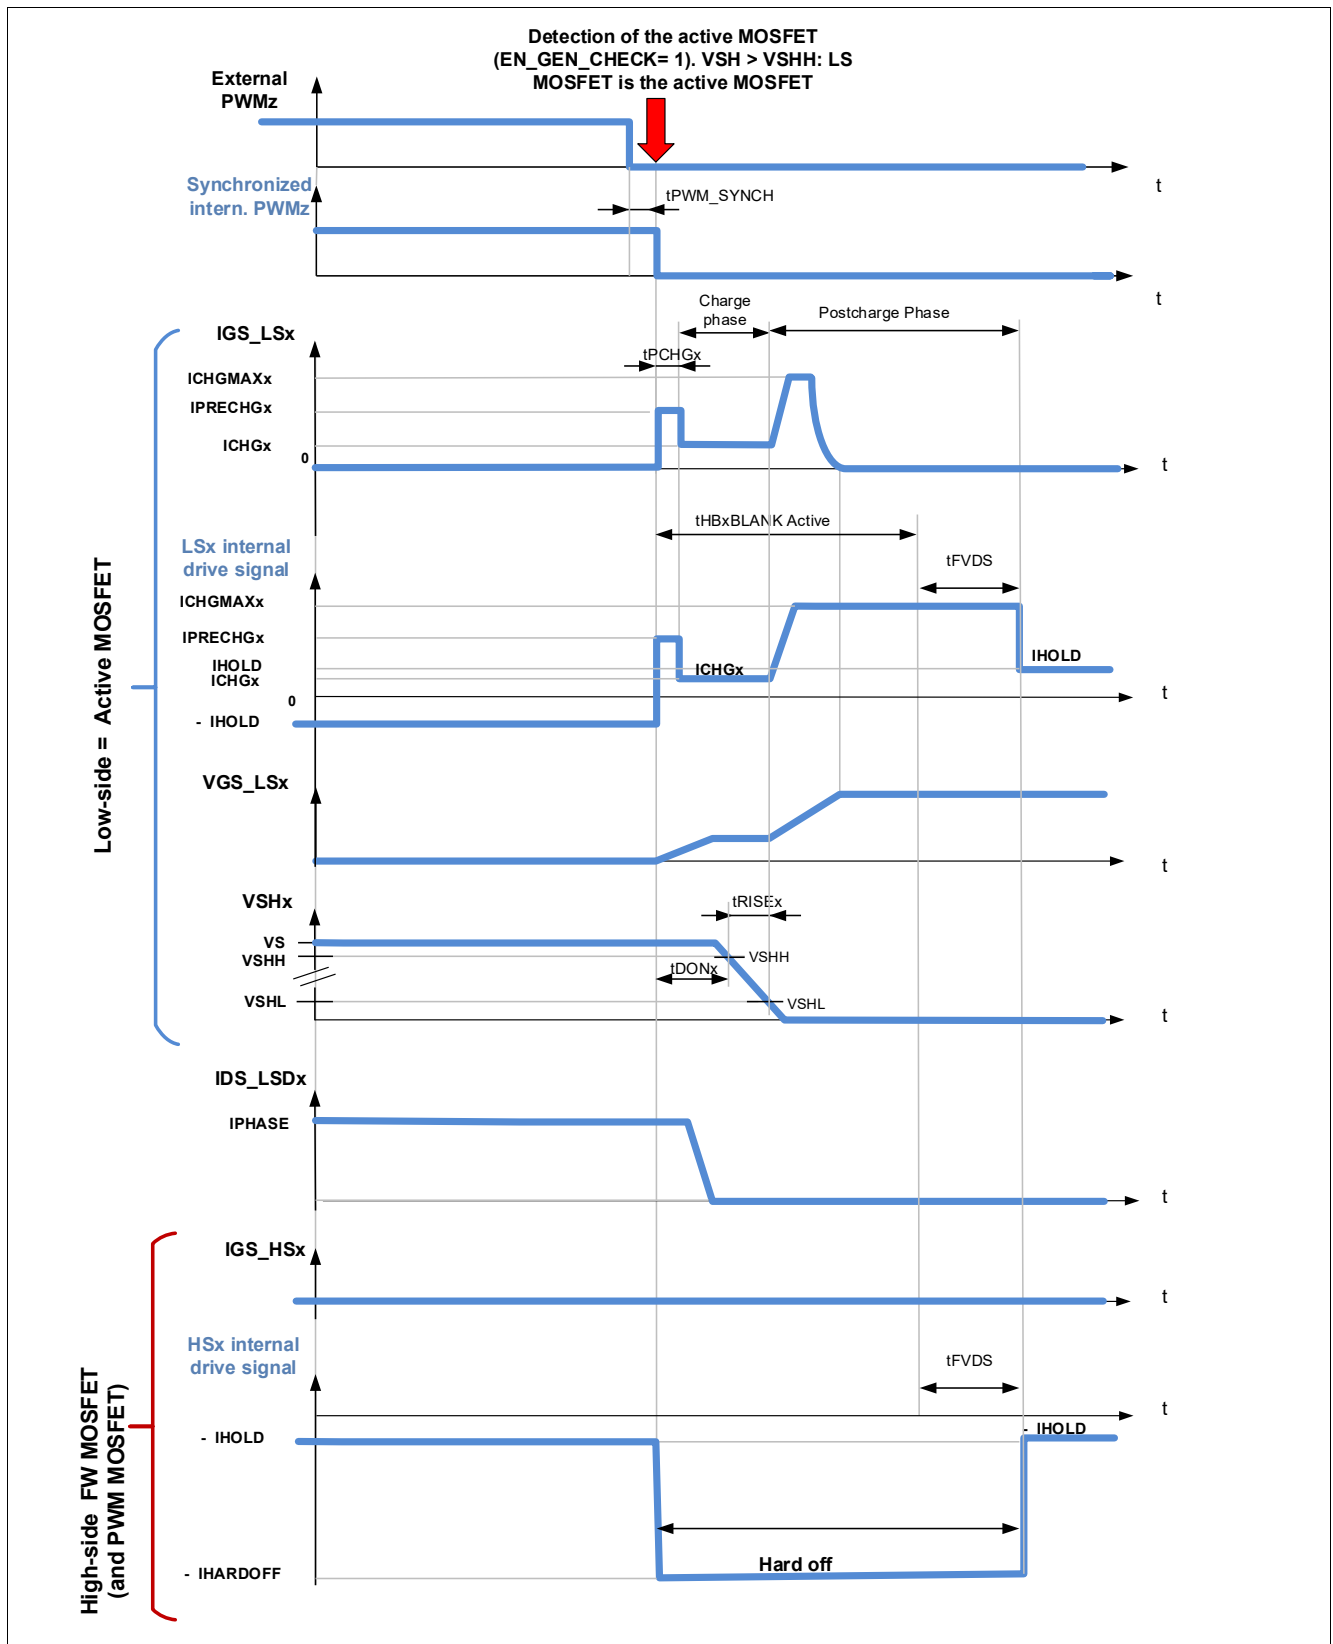 Detection of the active MOSFET
(EN_GEN_CHECK= 1). VSH > VSHH: LS
MOSFET is the active MOSFET
External
PWMz
t
Synchronized
intern. PWMz
tPWM_SYNCH
t
Charge
phase
Postcharge Phase
IGS_LSx
tPCHGx
ICHGMAXx
IPRECHGx
ICHGx
0
t
tHBxBLANK Active
LSx internal
drive signal
tFVDS
ICHGMAXx
IPRECHGx
IHOLD
IHOLD
ICHGx
ICHGx
0
t
- IHOLD
VGS_LSx
t
VSHx
tRISEx
VS
VSHH
VSHH
tDONx
VSHL
VSHL
t
Low-side = Active MOSFET
IDS_LSDx
IPHASE
t
IGS_HSx
t
HSx internal
drive signal
tFVDS
t
- IHOLD
- IHOLD
Hard off
- IHARDOFF
High-side FW MOSFET
(and PWM MOSFET)